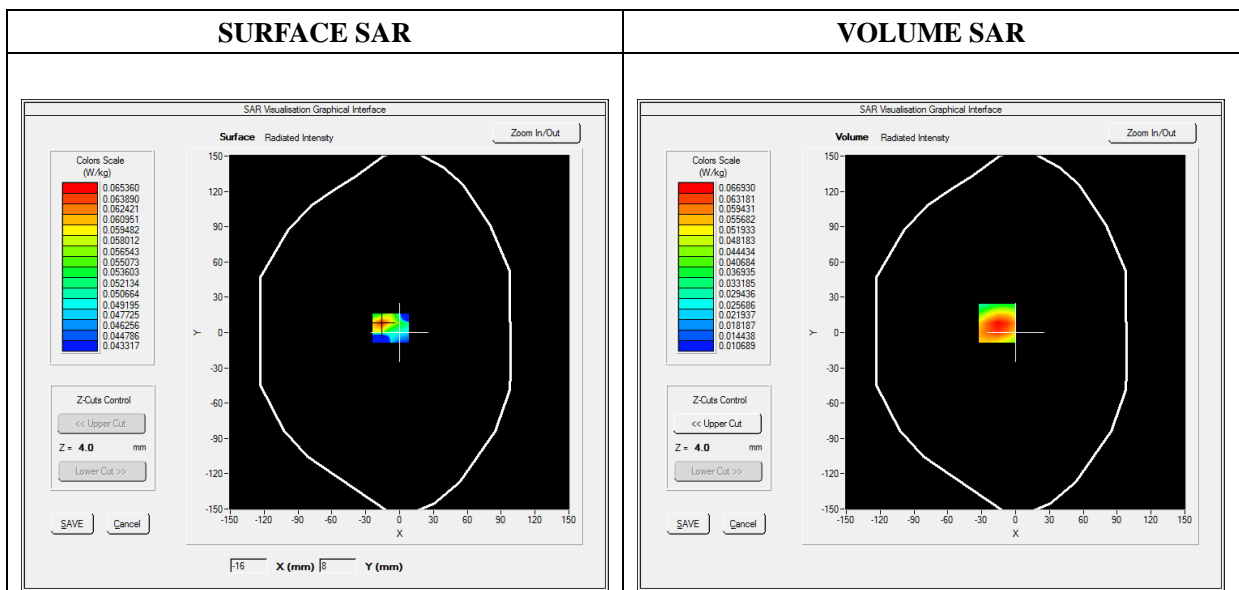 SURFACE SAR
VOLUME SAR
SAR Visualisation Graphical Interface
Surface Radiated Intensity
Zoom In/Out
Colors Scale
(W/kg)
0.065360
0.063890
0.062421
0.060951
0.059482
0.058012
0.056543
0.055073
0.053603
0.052134
0.050664
0.049195
0.047725
0.046256
0.044786
0.043317
Z-Cuts Control
<< Upper Cut
Z = 4.0 mm
Lower Cut >>
SAVE Cancel
150
120
90
60
30
0
-30
-60
-90
-120
-150
Y
-150 -120 -90 -60 -30 0 30 60 90 120 150
X
-16 X (mm) 8 Y (mm)
SAR Visualisation Graphical Interface
Volume Radiated Intensity
Zoom In/Out
Colors Scale
(W/kg)
0.066930
0.063181
0.059431
0.055682
0.051933
0.048183
0.044434
0.040684
0.036935
0.033185
0.029436
0.025686
0.021937
0.018187
0.014438
0.010689
Z-Cuts Control
<< Upper Cut
Z = 4.0 mm
Lower Cut >>
SAVE Cancel
150
120
90
60
30
0
-30
-60
-90
-120
-150
Y
-150 -120 -90 -60 -30 0 30 60 90 120 150
X